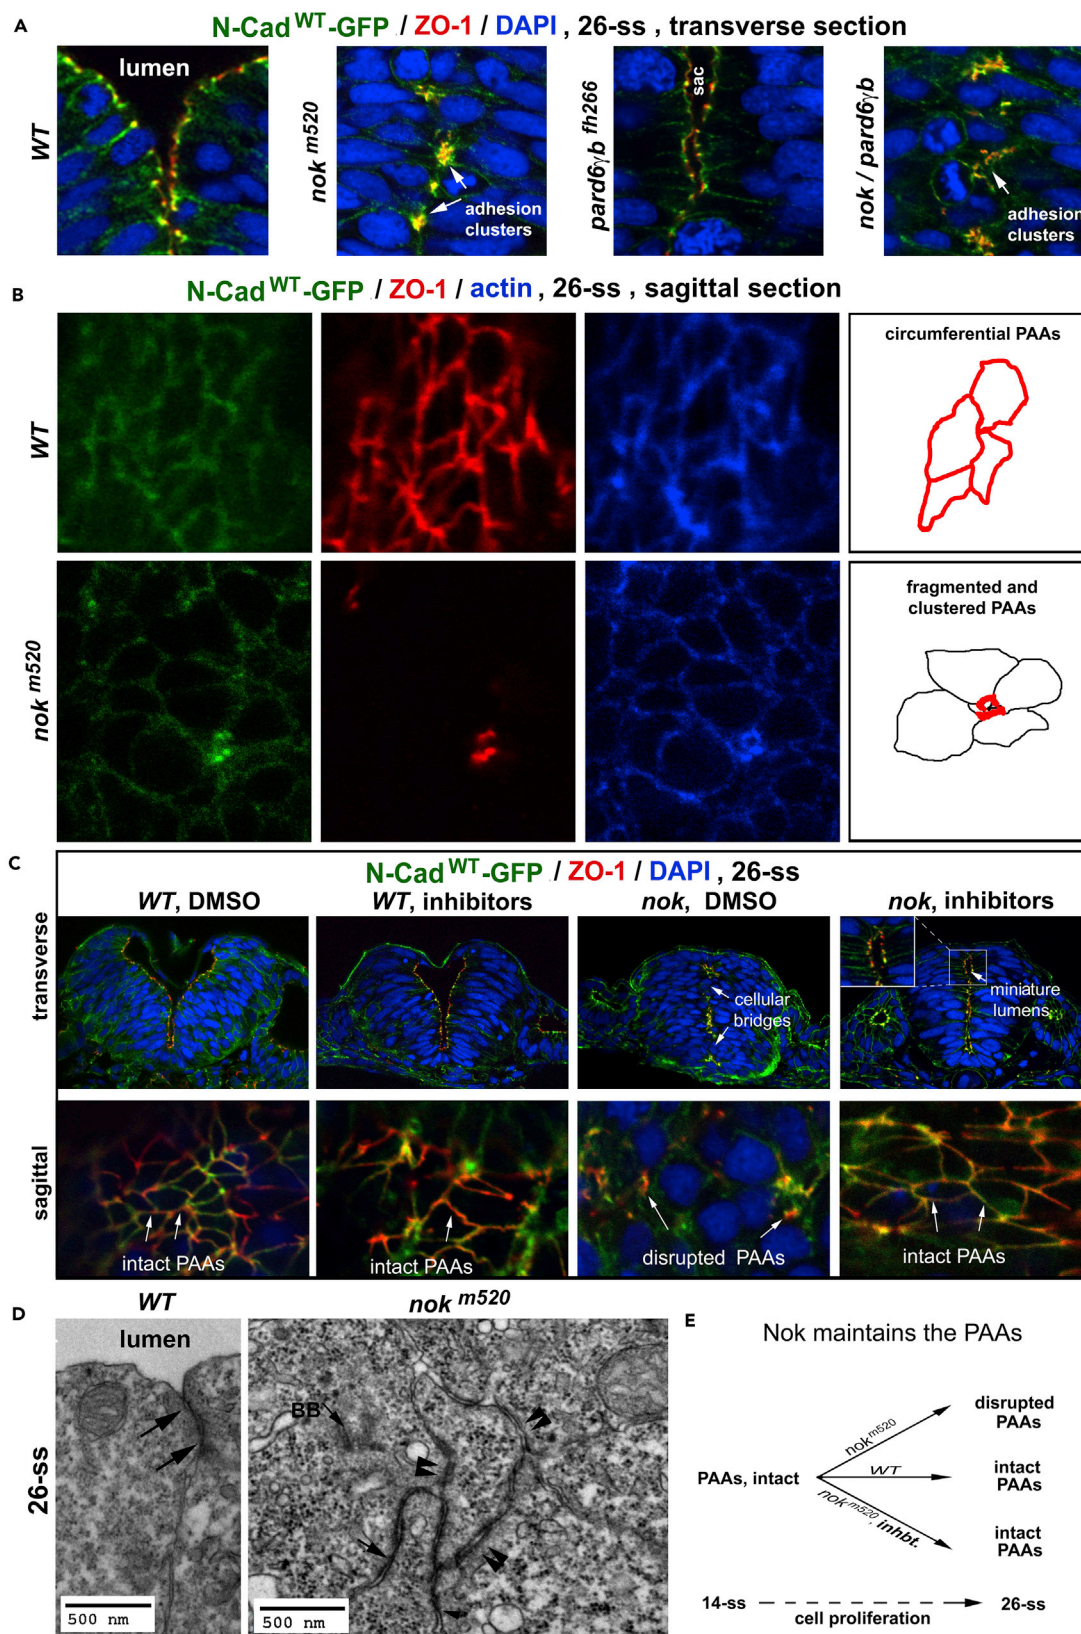 A
N-Cad WT-GFP / ZO-1 / DAPI , 26-ss , transverse section
WT
lumen
nok m520
adhesion
clusters
pard6γb fh266
sac
nok / pard6γb
adhesion
clusters
B
N-Cad WT-GFP / ZO-1 / actin , 26-ss , sagittal section
WT
circumferential PAAs
nok m520
fragmented and
clustered PAAs
C
N-Cad WT-GFP / ZO-1 / DAPI , 26-ss
WT, DMSO
WT, inhibitors
nok, DMSO
nok, inhibitors
transverse
cellular
bridges
miniature
lumens
sagittal
intact PAAs
intact PAAs
disrupted PAAs
intact PAAs
D
WT
nok m520
26-ss
lumen
500 nm
BB
500 nm
E
Nok maintains the PAAs
PAAs, intact
nok m520
disrupted
PAAs
WT
intact
PAAs
nok m520, inhbt.
intact
PAAs
14-ss
cell proliferation
26-ss